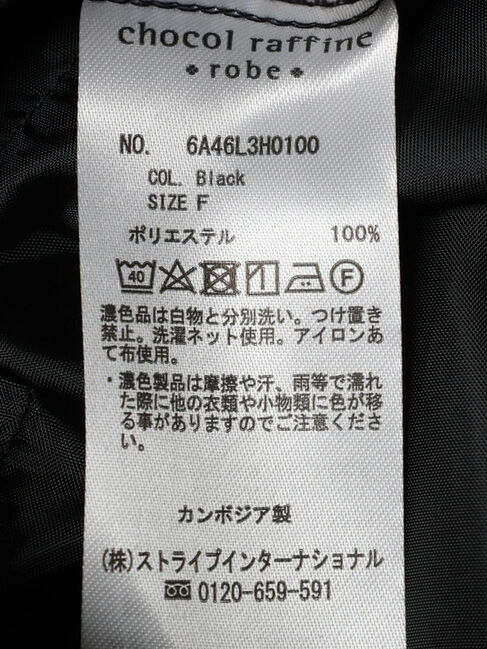 chocol raffine
robe
NO. 6A46L3H0100
COL. Black
SIZE F
ポリエステル 100%
40 F
濃色品は白物と分別洗い。つけ置き
禁止。洗濯ネット使用。アイロンあ
て布使用。
・濃色製品は摩擦や汗、雨等で濡れ
た際に他の衣類や小物類に色が移
る事がありますのでご注意くださ
い。
カンボジア製
(株)ストライプインターナショナル
0120-659-591